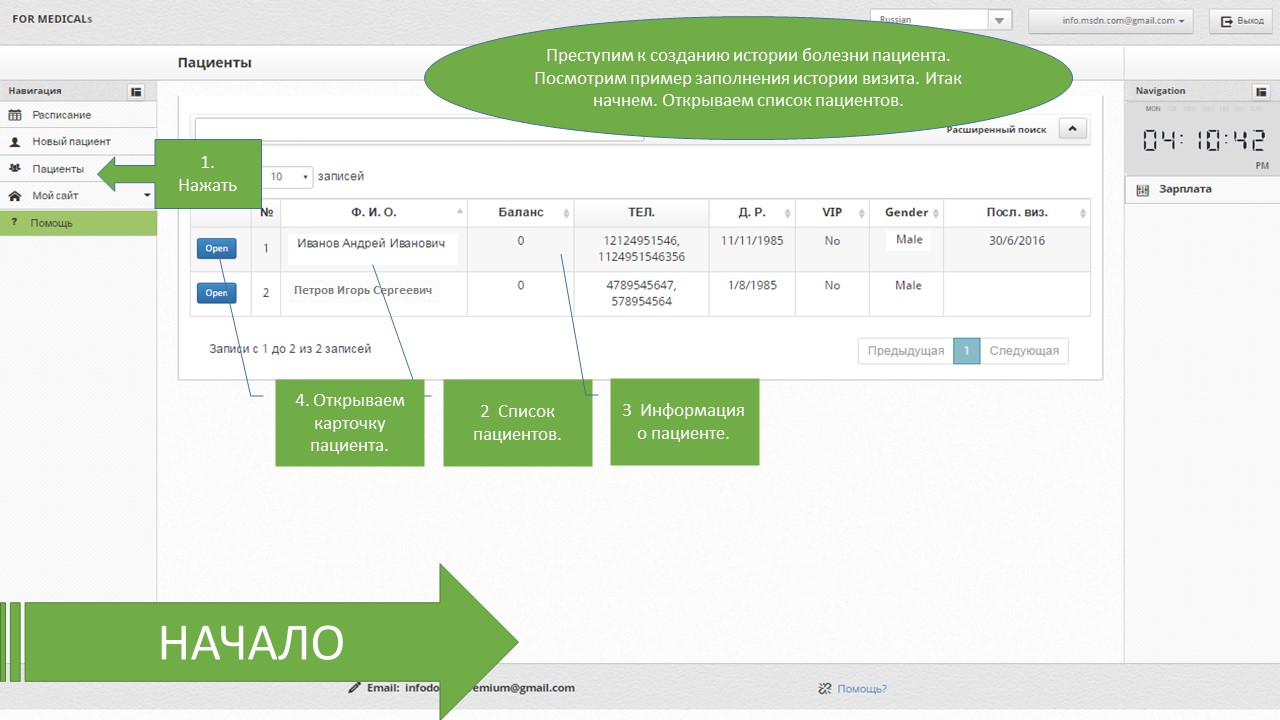 FOR MEDICALs
Russian
info.msdn.com@gmail.com
Выход
Преступим к созданию истории болезни пациента.
Посмотрим пример заполнения истории визита. Итак
начнем. Открываем список пациентов.
Пациенты
Навигация
Расписание
Новый пациент
Пациенты
Мой сайт
Помощь
1.
Нажать
Расширенный поиск
10 записей
№ Ф. И. О. Баланс ТЕЛ. Д. Р. VIP Gender Посл. виз.
Open 1 Иванов Андрей Иванович 0 12124951546, 11/11/1985 No Male 30/6/2016
1124951546356
Open 2 Петров Игорь Сергеевич 0 4789545647, 1/8/1985 No Male
578954564
Записи с 1 до 2 из 2 записей
Предыдущая 1 Следующая
4. Открываем
карточку
пациента.
2 Список
пациентов.
3 Информация
о пациенте.
Navigation
MON
04:10:42
PM
Зарплата
НАЧАЛО
Email: infodo emium@gmail.com
Помощь?